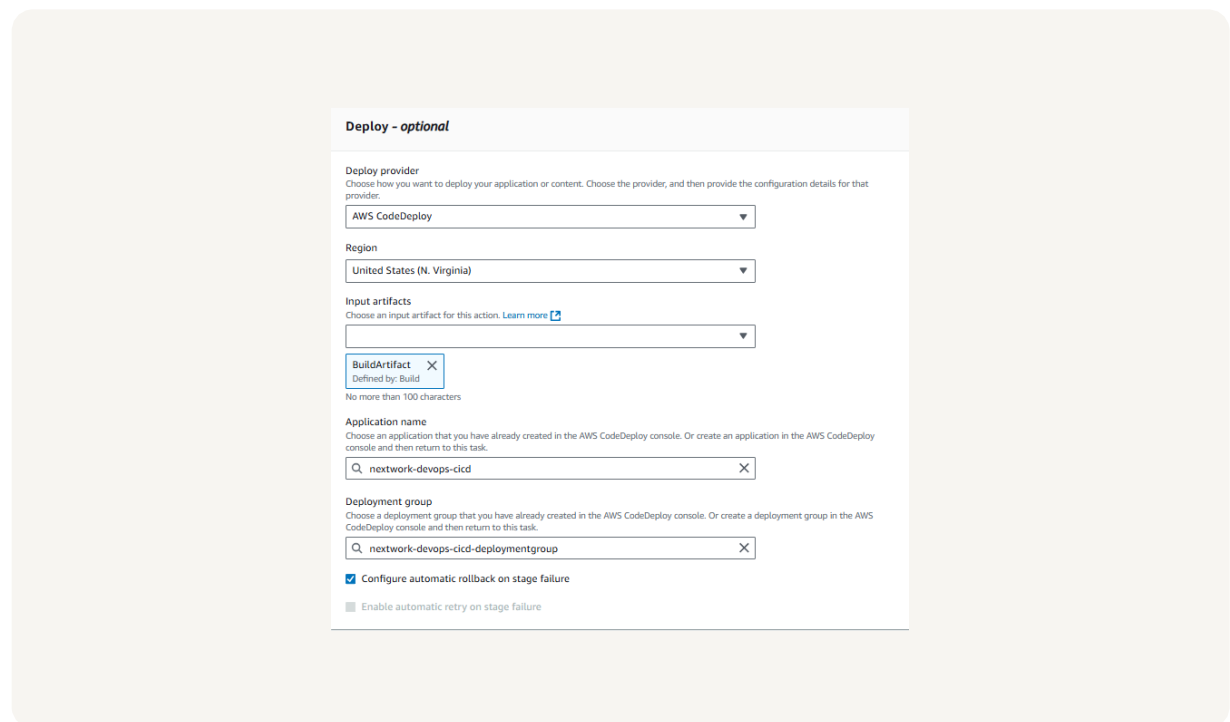 Deploy - optional
Deploy provider
Choose how you want to deploy your application or content. Choose the provider, and then provide the configuration details for that
provider.
AWS CodeDeploy
Region
United States (N. Virginia)
Input artifacts
Choose an input artifact for this action. Learn more
BuildArtifact
Defined by: Build
No more than 100 characters
Application name
Choose an application that you have already created in the AWS CodeDeploy console. Or create an application in the AWS CodeDeploy
console and then return to this task.
nextwork-devops-cicd
Deployment group
Choose a deployment group that you have already created in the AWS CodeDeploy console. Or create a deployment group in the AWS
CodeDeploy console and then return to this task.
nextwork-devops-cicd-deploymentgroup
Configure automatic rollback on stage failure
Enable automatic retry on stage failure